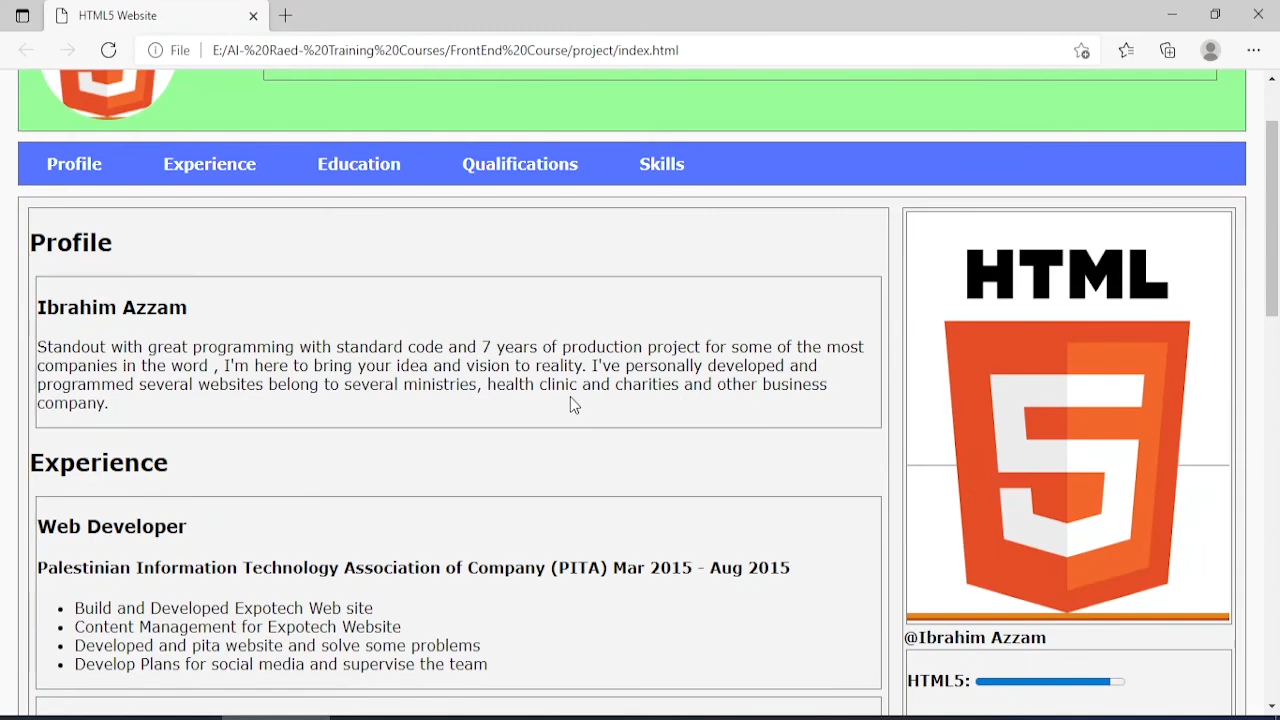 HTML5 Website
File
E:/Al-%20Raed-%20Training%20Courses/FrontEnd%20Course/project/index.html
Profile Experience Education Qualifications Skills
Profile
Ibrahim Azzam
Standout with great programming with standard code and 7 years of production project for some of the most
companies in the word , I'm here to bring your idea and vision to reality. I've personally developed and
programmed several websites belong to several ministries, health clinic and charities and other business
company.
Experience
Web Developer
Palestinian Information Technology Association of Company (PITA) Mar 2015 - Aug 2015
• Build and Developed Expotech Web site
• Content Management for Expotech Website
• Developed and pita website and solve some problems
• Develop Plans for social media and supervise the team
HTML
5
@Ibrahim Azzam
HTML5: